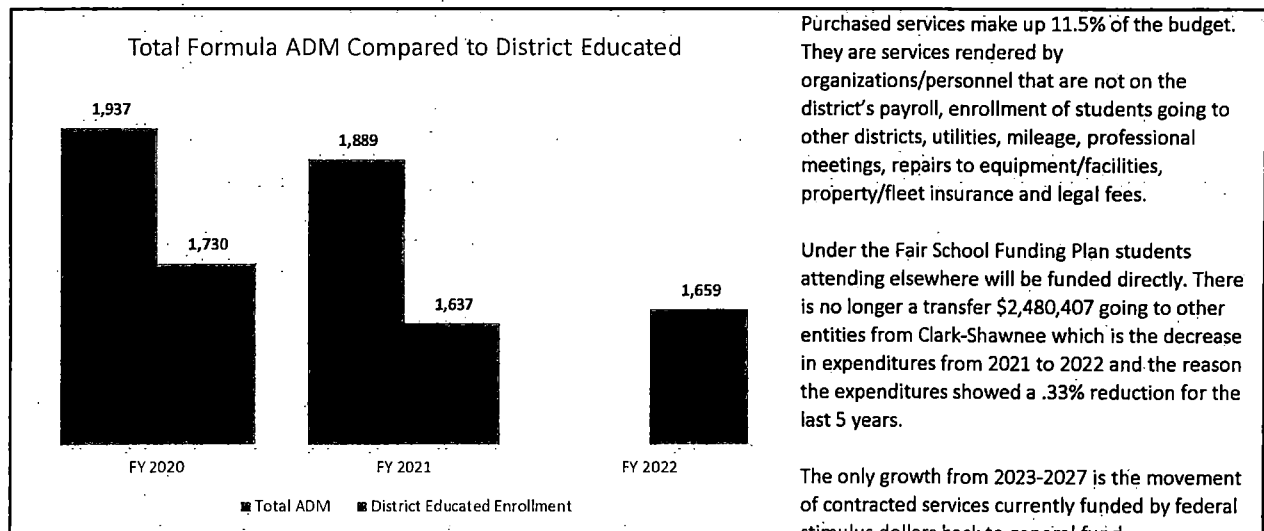 Total Formula ADM Compared to District Educated
1,937
1,730
1,889
1,637
1,659
FY 2020
FY 2021
FY 2022
Total ADM
District Educated Enrollment
Purchased services make up 11.5% of the budget.
They are services rendered by
organizations/personnel that are not on the
district's payroll, enrollment of students going to
other districts, utilities, mileage, professional
meetings, repairs to equipment/facilities,
property/fleet insurance and legal fees.
Under the Fair School Funding Plan students
attending elsewhere will be funded directly. There
is no longer a transfer $2,480,407 going to other
entities from Clark-Shawnee which is the decrease
in expenditures from 2021 to 2022 and the reason
the expenditures showed a .33% reduction for the
last 5 years.
The only growth from 2023-2027 is the movement
of contracted services currently funded by federal
stimulus dollars back to general fund